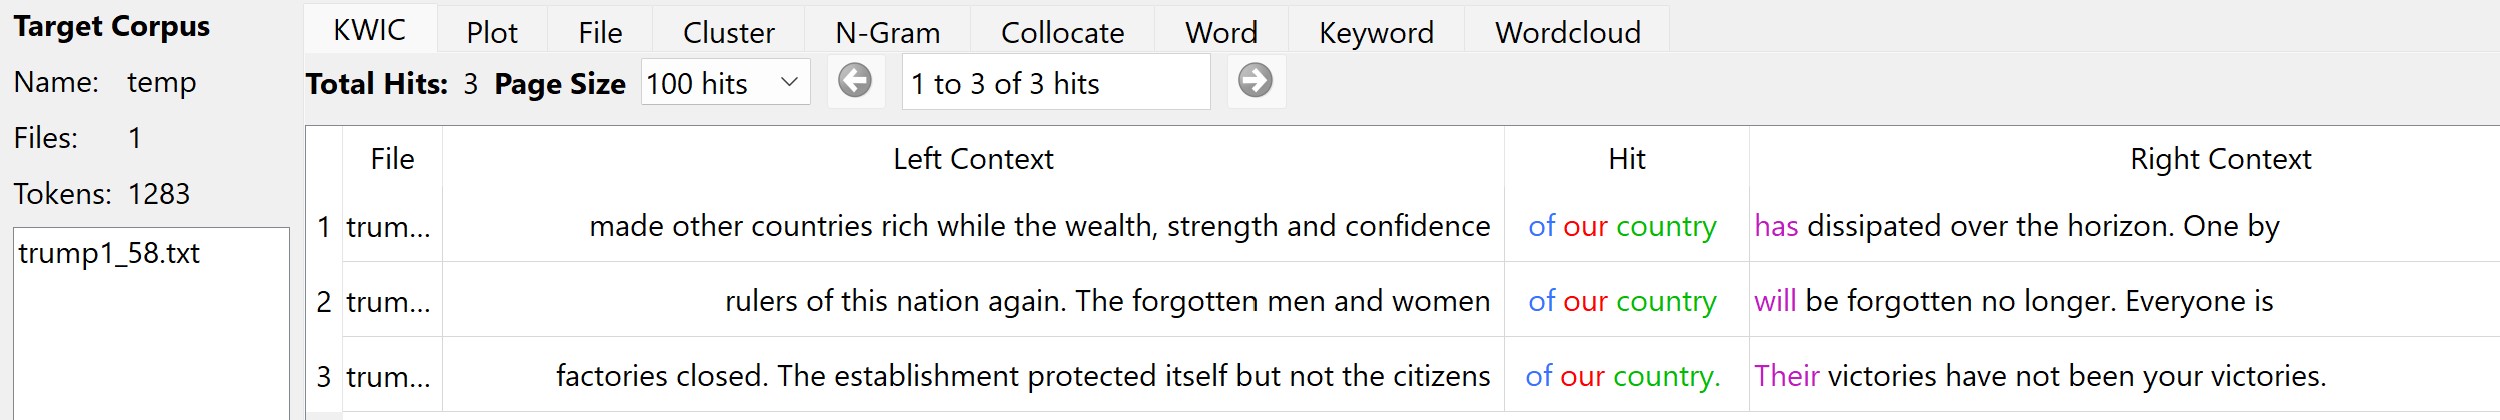 Target Corpus
Name: temp
Files: 1
Tokens: 1283
trump1_58.txt
KWIC Plot File Cluster N-Gram Collocate Word Keyword Wordcloud
Total Hits: 3 Page Size 100 hits 1 to 3 of 3 hits
File Left Context Hit Right Context
1 trum... made other countries rich while the wealth, strength and confidence of our country has dissipated over the horizon. One by
2 trum... rulers of this nation again. The forgotten men and women of our country will be forgotten no longer. Everyone is
3 trum... factories closed. The establishment protected itself but not the citizens of our country. Their victories have not been your victories.